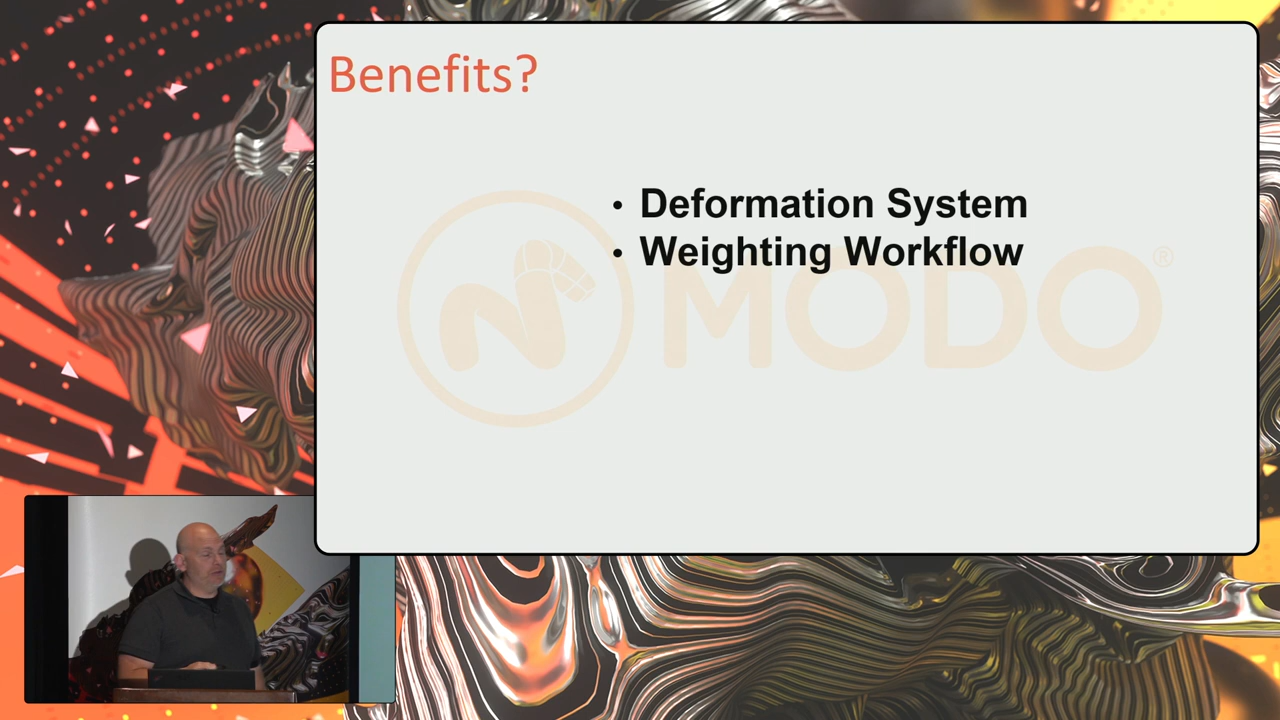 Benefits?
• Deformation System
• Weighting Workflow
MODO®